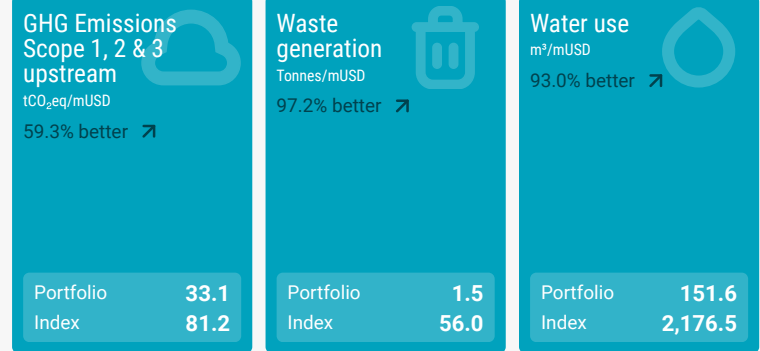 GHG Emissions
Scope 1, 2 & 3
upstream
tCO₂eq/mUSD
59.3% better
Portfolio 33.1
Index 81.2
Waste
generation
Tonnes/mUSD
97.2% better
Portfolio 1.5
Index 56.0
Water use
m³/mUSD
93.0% better
Portfolio 151.6
Index 2,176.5